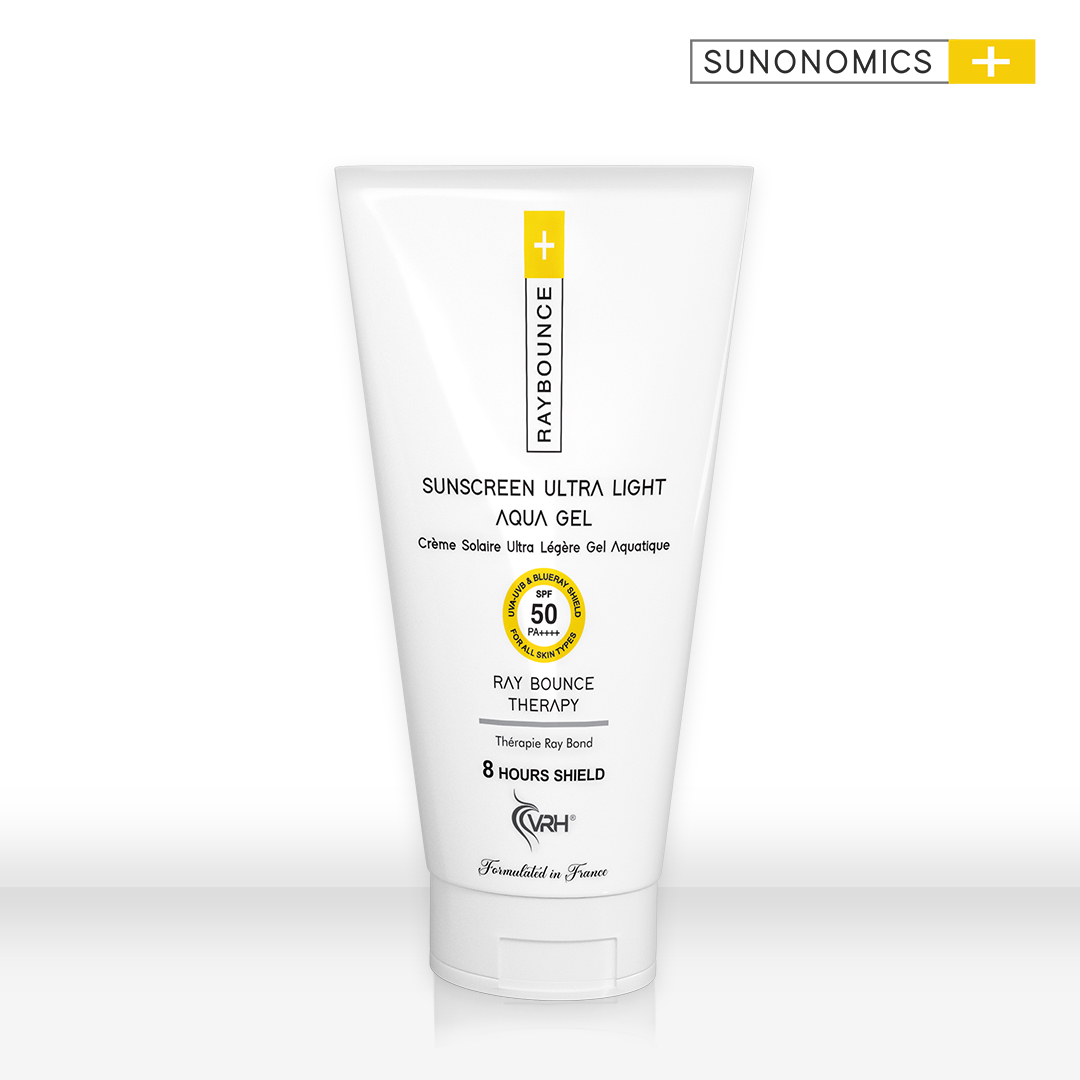 SUNONOMICS +
+
RAYBOUNCE
SUNSCREEN ULTRA LIGHT
AQUA GEL
Crème Solaire Ultra Légère Gel Aquatique
UVA-UVB & BLUERAY SHIELD
SPF
50
PA++++
FOR ALL SKIN TYPES
RAY BOUNCE
THERAPY
Thérapie Ray Bond
8 HOURS SHIELD
VRH®
Formulatéd in France